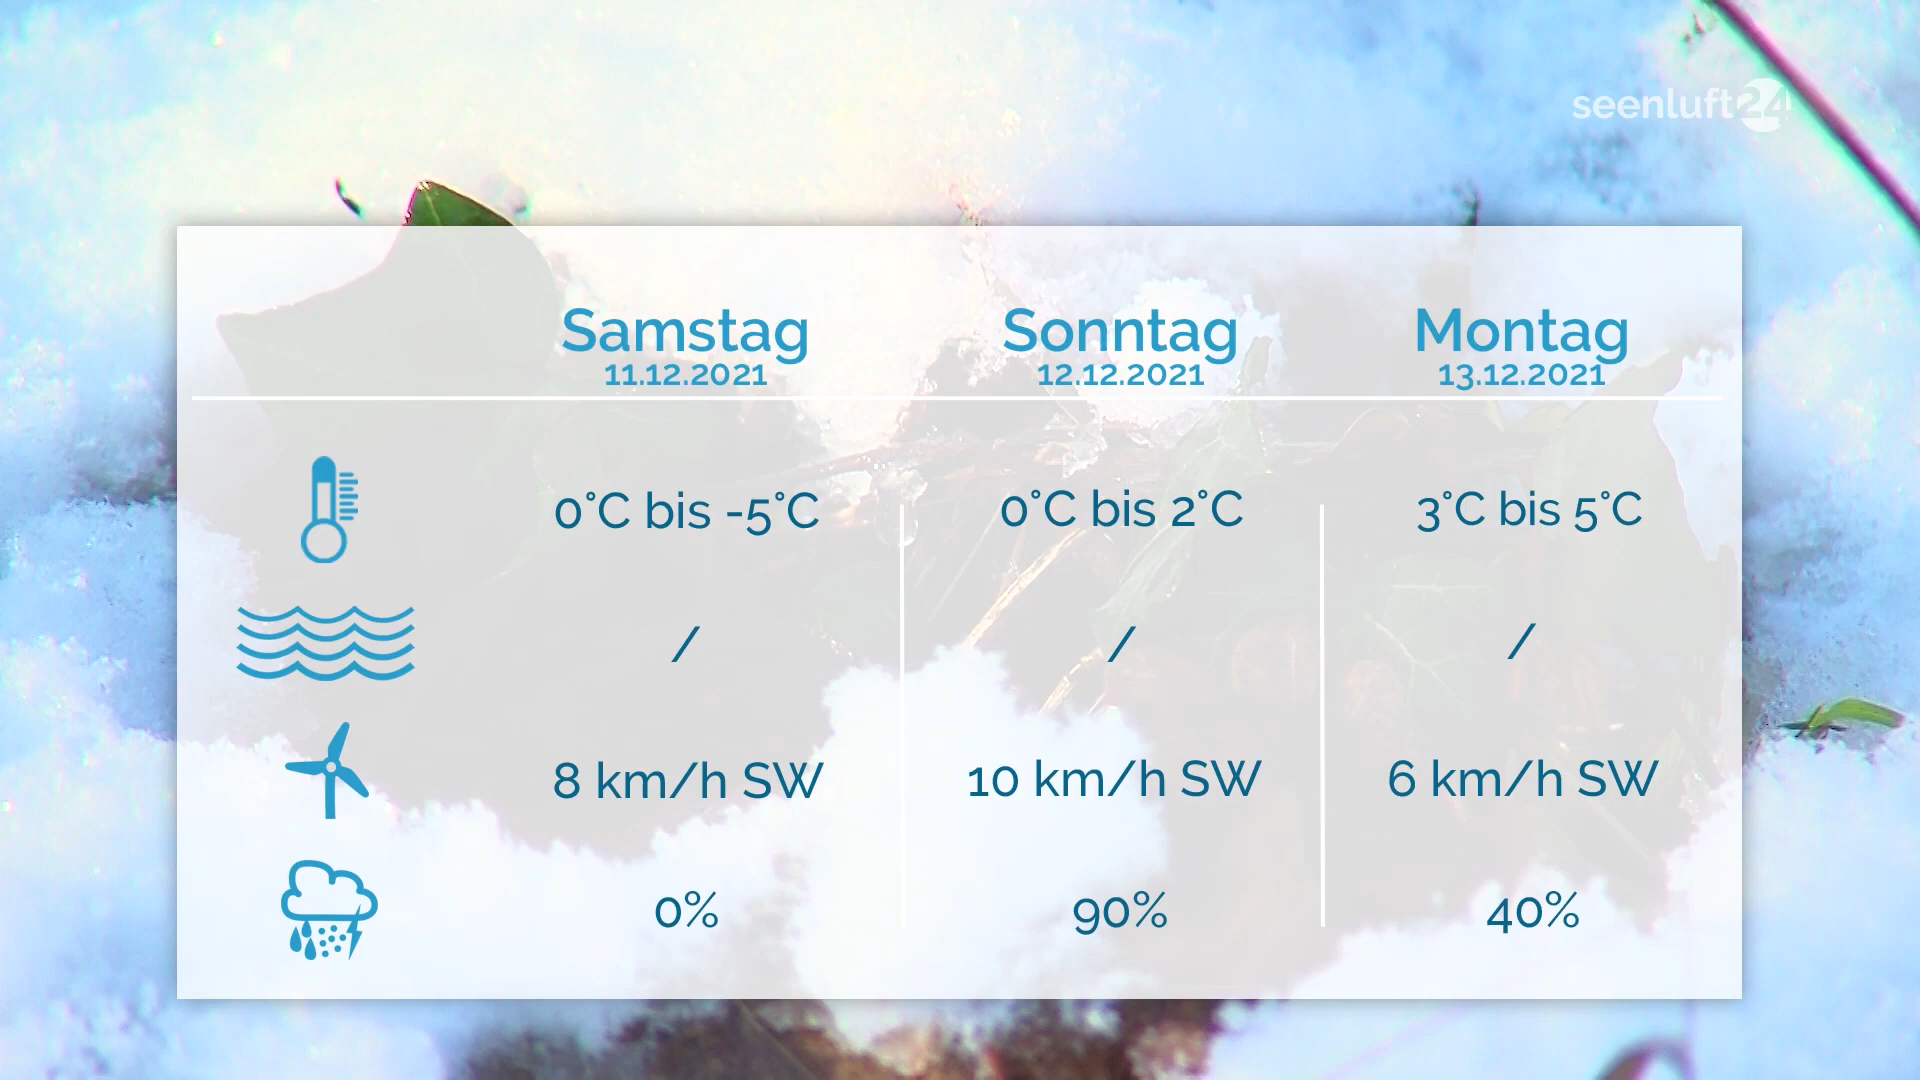 seenluft24
Samstag Sonntag Montag
11.12.2021 12.12.2021 13.12.2021
0°C bis -5°C 0°C bis 2°C 3°C bis 5°C
/ / /
8 km/h SW 10 km/h SW 6 km/h SW
0% 90% 40%